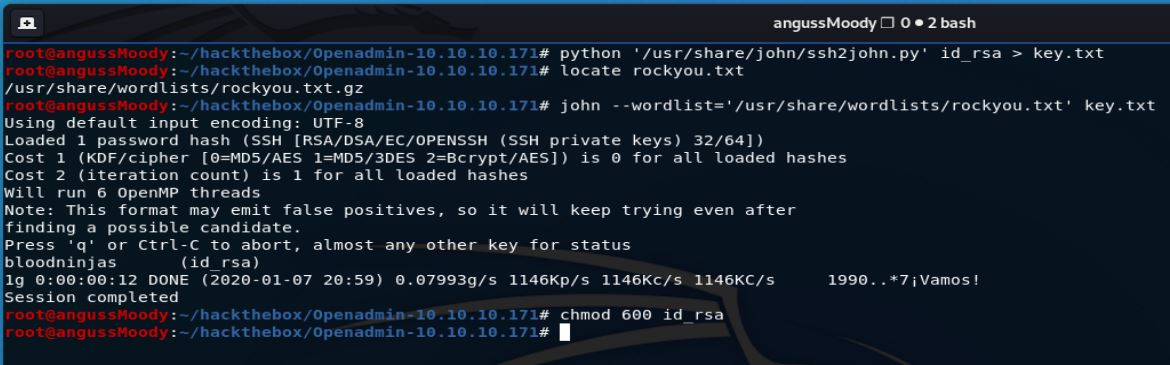 angussMoody ❐ 0 ● 2 bash
root@angussMoody:~/hackthebox/Openadmin-10.10.10.171# python '/usr/share/john/ssh2john.py' id_rsa > key.txt
root@angussMoody:~/hackthebox/Openadmin-10.10.10.171# locate rockyou.txt
/usr/share/wordlists/rockyou.txt.gz
root@angussMoody:~/hackthebox/Openadmin-10.10.10.171# john --wordlist='/usr/share/wordlists/rockyou.txt' key.txt
Using default input encoding: UTF-8
Loaded 1 password hash (SSH [RSA/DSA/EC/OPENSSH (SSH private keys) 32/64])
Cost 1 (KDF/cipher [0=MD5/AES 1=MD5/3DES 2=Bcrypt/AES]) is 0 for all loaded hashes
Cost 2 (iteration count) is 1 for all loaded hashes
Will run 6 OpenMP threads
Note: This format may emit false positives, so it will keep trying even after
finding a possible candidate.
Press 'q' or Ctrl-C to abort, almost any other key for status
bloodninjas      (id_rsa)
1g 0:00:00:12 DONE (2020-01-07 20:59) 0.07993g/s 1146Kp/s 1146Kc/s 1146KC/s     1990..*7¡Vamos!
Session completed
root@angussMoody:~/hackthebox/Openadmin-10.10.10.171# chmod 600 id_rsa
root@angussMoody:~/hackthebox/Openadmin-10.10.10.171#